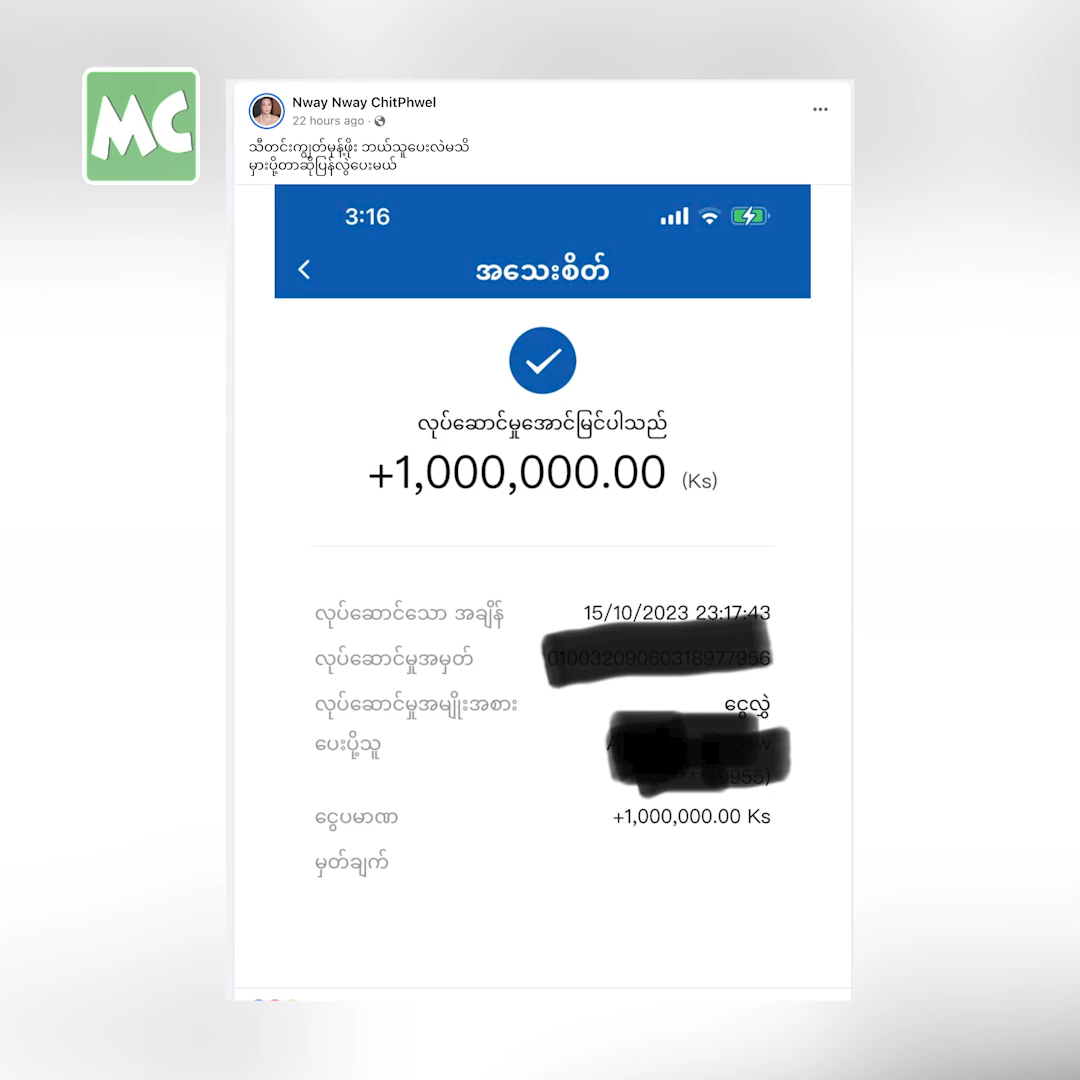 MC
Nway Nway ChitPhwel
22 hours ago ·
သီတင်းကျွတ်မုန့်ဖိုး ဘယ်သူပေးလဲမသိ
မှားပို့တာဆိုပြန်လွဲပေးမယ်
3:16
အသေးစိတ်
လုပ်ဆောင်မှုအောင်မြင်ပါသည်
+1,000,000.00 (Ks)
လုပ်ဆောင်သော အချိန် 15/10/2023 23:17:43
လုပ်ဆောင်မှုအမှတ်
လုပ်ဆောင်မှုအမျိုးအစား ငွေလွှဲ
ပေးပို့သူ
ငွေပမာဏ +1,000,000.00 Ks
မှတ်ချက်